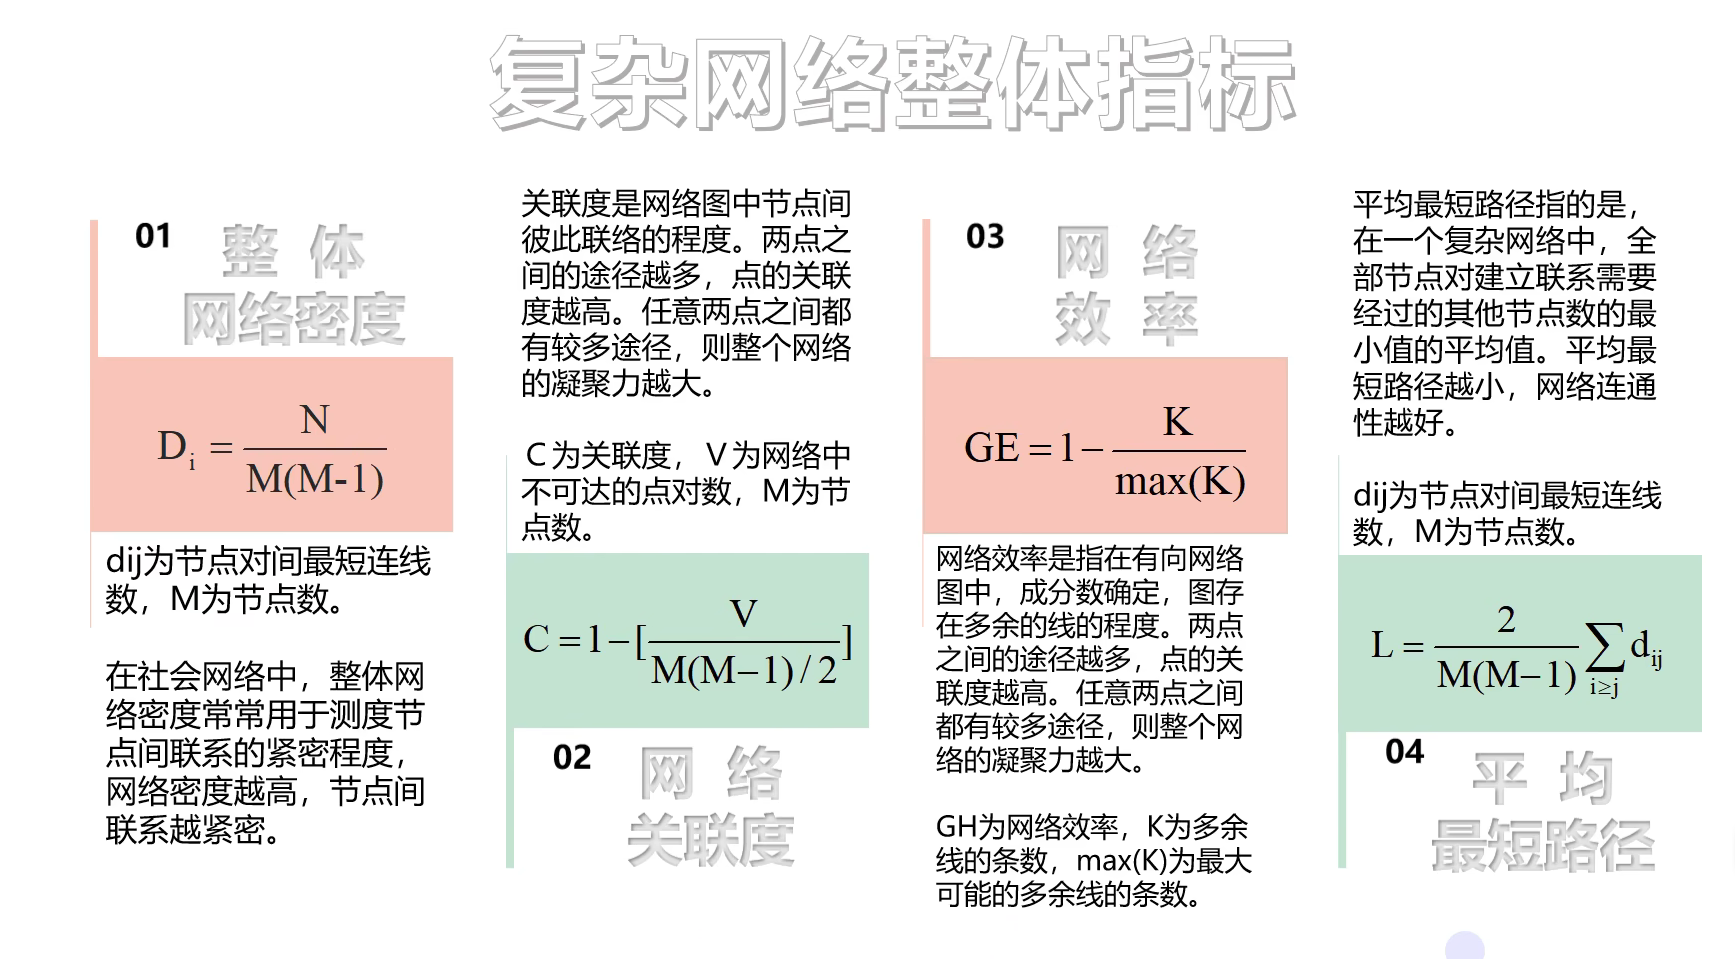 复杂网络整体指标
01
整 体
网络密度
D_i = N / M(M-1)
dij为节点对间最短连线
数，M为节点数。
在社会网络中，整体网
络密度常常用于测度节
点间联系的紧密程度，
网络密度越高，节点间
联系越紧密。
关联度是网络图中节点间
彼此联络的程度。两点之
间的途径越多，点的关联
度越高。任意两点之间都
有较多途径，则整个网络
的凝聚力越大。
C为关联度，V为网络中
不可达的点对数，M为节
点数。
C = 1 - [V / M(M-1)/2]
02
网 络
关联度
03
网 络
效 率
GE = 1 - K / max(K)
网络效率是指在有向网络
图中，成分数确定，图存
在多余的线的程度。两点
之间的途径越多，点的关
联度越高。任意两点之间
都有较多途径，则整个网
络的凝聚力越大。
GH为网络效率，K为多余
线的条数，max(K)为最大
可能的多余线的条数。
平均最短路径指的是，
在一个复杂网络中，全
部节点对建立联系需要
经过的其他节点数的最
小值的平均值。平均最
短路径越小，网络连通
性越好。
dij为节点对间最短连线
数，M为节点数。
L = 2 / M(M-1) ∑_{i≥j} d_ij
04
平 均
最短路径